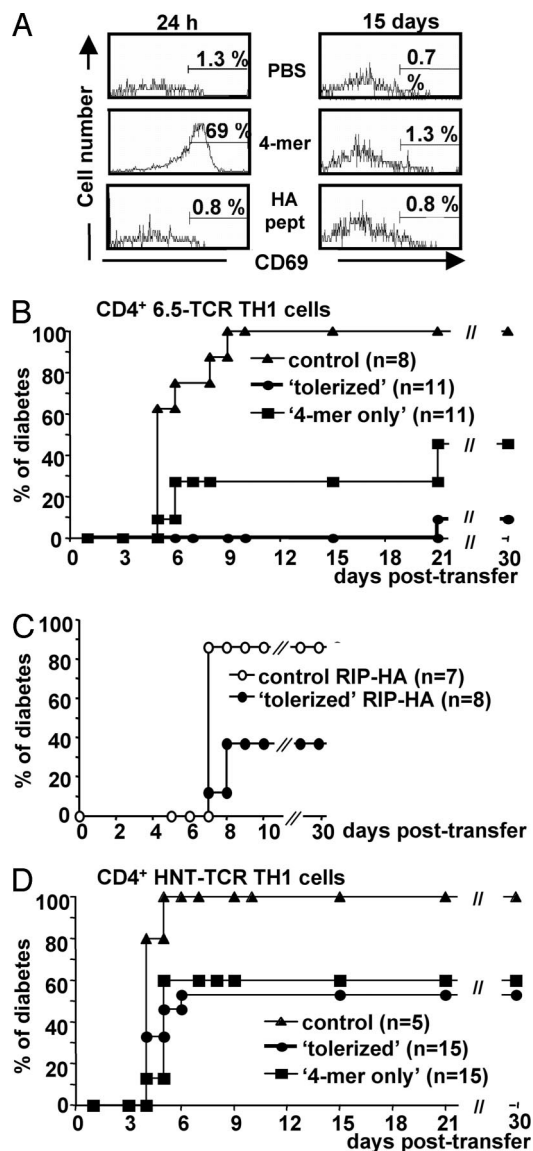 A
24 h
15 days
Cell number
1.3 %
PBS
0.7
%
69 %
4-mer
1.3 %
0.8 %
HA
pept
0.8 %
CD69
B
CD4+ 6.5-TCR TH1 cells
% of diabetes
100
80
60
40
20
0
control (n=8)
'tolerized' (n=11)
'4-mer only' (n=11)
//
//
//
//
0 3 6 9 12 15 18 21 30
days post-transfer
C
% of diabetes
80
60
40
20
0
control RIP-HA (n=7)
'tolerized' RIP-HA (n=8)
//
//
//
0 2 4 6 8 10 30
days post-transfer
D
CD4+ HNT-TCR TH1 cells
% of diabetes
100
80
60
40
20
0
control (n=5)
'tolerized' (n=15)
'4-mer only' (n=15)
//
//
//
0 3 6 9 12 15 18 21 30
days post-transfer